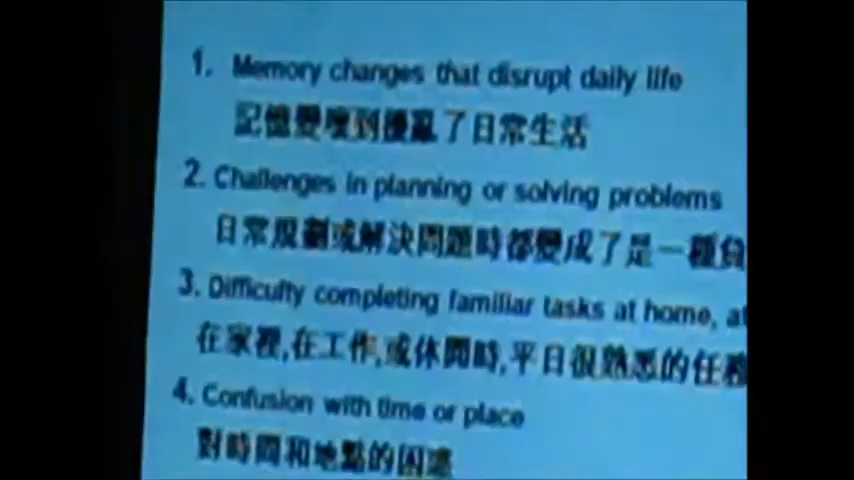 1. Memory changes that disrupt daily life
記憶變壞到擾亂了日常生活
2. Challenges in planning or solving problems
日常規劃或解決問題時都變成了是一種負
3. Difficulty completing familiar tasks at home, at
在家裡,在工作,或休閒時,平日很熟悉的任務
4. Confusion with time or place
對時間和地點的困惑